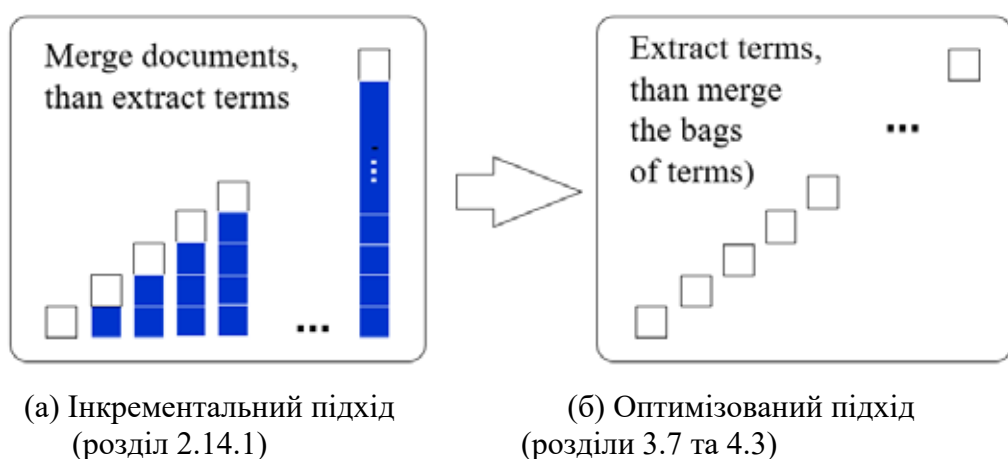 Merge documents,
than extract terms
...
...
Extract terms,
than merge
the bags
of terms)
...
(а) Інкрементальний підхід
(розділ 2.14.1)
(б) Оптимізований підхід
(розділи 3.7 та 4.3)